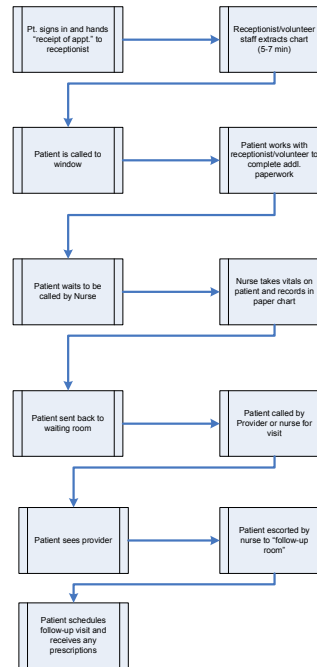 Pt. signs in and hands
“receipt of appt.” to
receptionist
Receptionist/volunteer
staff extracts chart
(5-7 min)
Patient is called to
window
Patient works with
receptionist/volunteer to
complete addl.
paperwork
Patient waits to be
called by Nurse
Nurse takes vitals on
patient and records in
paper chart
Patient sent back to
waiting room
Patient called by
Provider or nurse for
visit
Patient sees provider
Patient escorted by
nurse to “follow-up
room”
Patient schedules
follow-up visit and
receives any
prescriptions